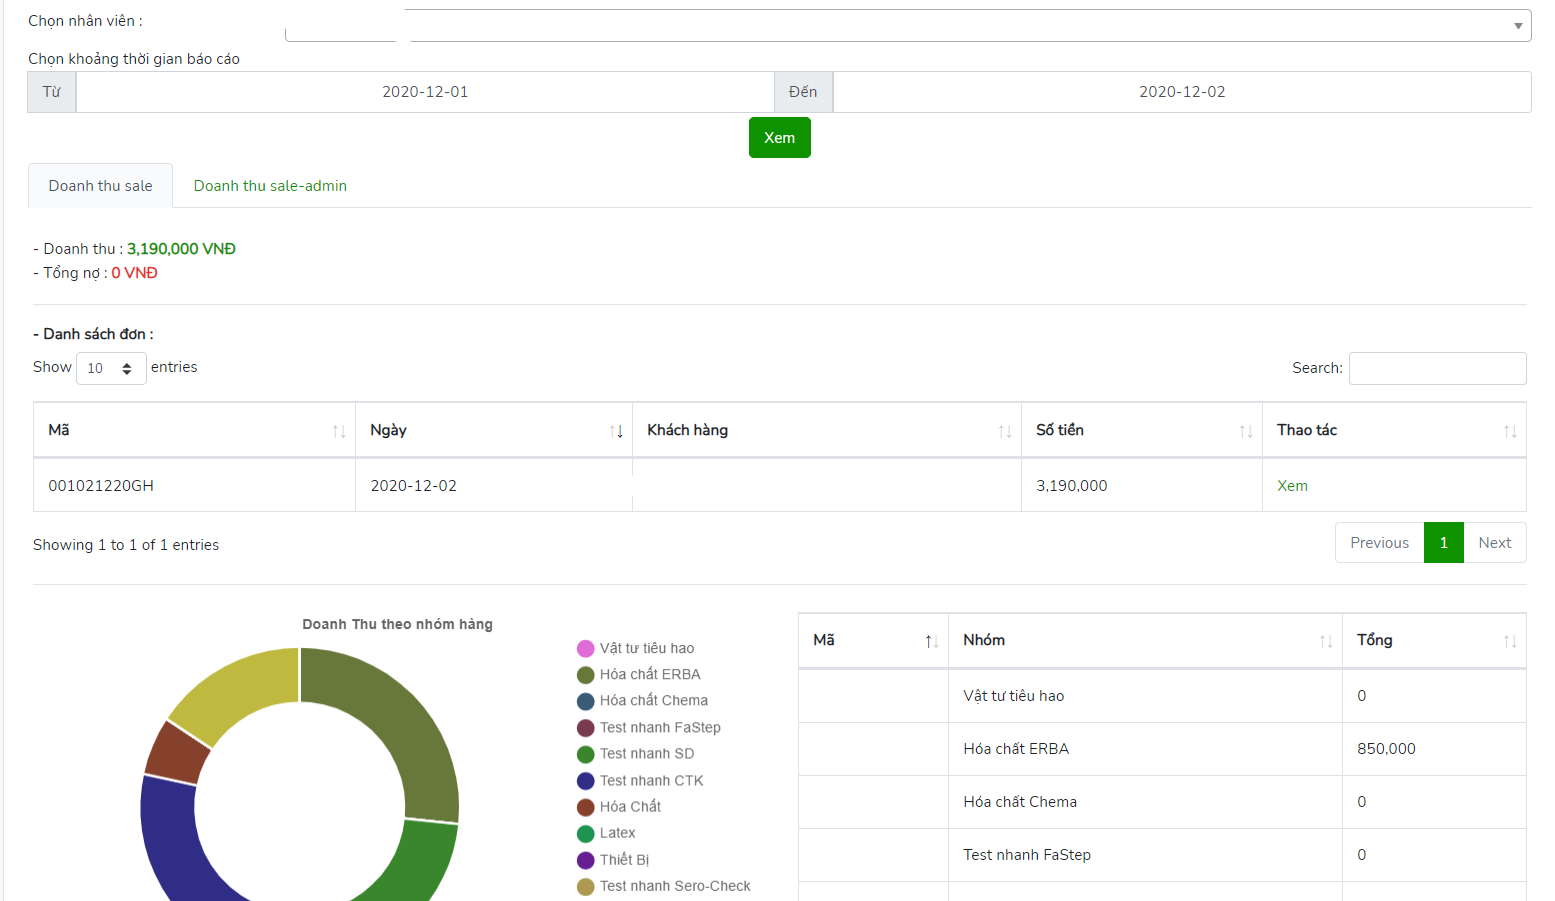 Chọn nhân viên :
Chọn khoảng thời gian báo cáo
Từ 2020-12-01 Đến 2020-12-02
Xem
Doanh thu sale Doanh thu sale-admin
- Doanh thu : 3,190,000 VNĐ
- Tổng nợ : 0 VNĐ
- Danh sách đơn :
Show 10 entries Search:
Mã Ngày Khách hàng Số tiền Thao tác
001021220GH 2020-12-02 3,190,000 Xem
Showing 1 to 1 of 1 entries Previous 1 Next
Doanh Thu theo nhóm hàng
Vật tư tiêu hao
Hóa chất ERBA
Hóa chất Chema
Test nhanh FaStep
Test nhanh SD
Test nhanh CTK
Hóa Chất
Latex
Thiết Bị
Test nhanh Sero-Check
Mã Nhóm Tổng
Vật tư tiêu hao 0
Hóa chất ERBA 850,000
Hóa chất Chema 0
Test nhanh FaStep 0